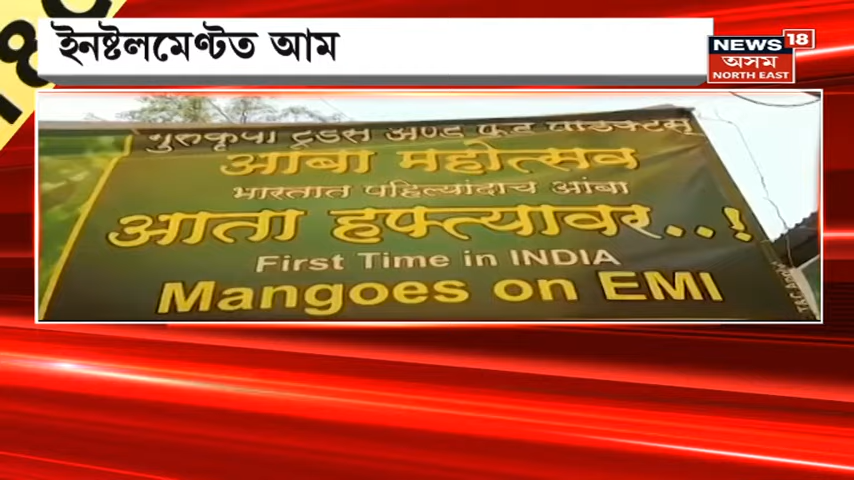 ইনষ্টলমেণ্টত আম
NEWS 18
অসম
NORTH EAST
गुरुकृपा ट्रेडर्स अॅण्ड फ्रुट प्रॉडक्ट्स
आंबा महोत्सव
भारतात पहिल्यांदाच आंबा
आता हफ्त्यावर..!
First Time in INDIA
Mangoes on EMI